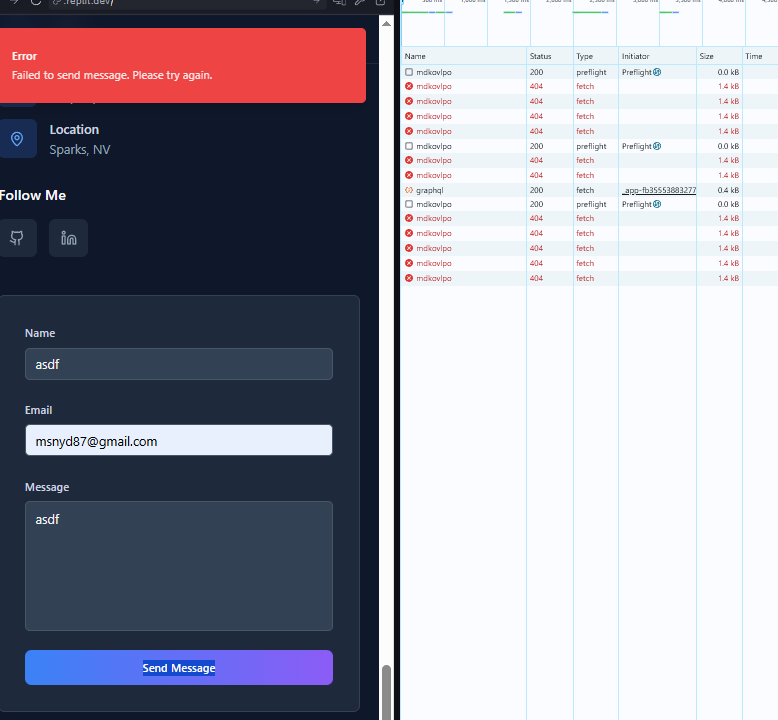 .replit.dev/
Error
Failed to send message. Please try again.
Location
Sparks, NV
Follow Me
Name
asdf
Email
msnyd87@gmail.com
Message
asdf
Send Message
Name Status Type Initiator Size Time
mdkovlpo 200 preflight Preflight 0.0 kB
mdkovlpo 404 fetch 1.4 kB
mdkovlpo 404 fetch 1.4 kB
mdkovlpo 404 fetch 1.4 kB
mdkovlpo 404 fetch 1.4 kB
mdkovlpo 200 preflight Preflight 0.0 kB
mdkovlpo 404 fetch 1.4 kB
mdkovlpo 404 fetch 1.4 kB
graphql 200 fetch _app-fb35553883277 0.4 kB
mdkovlpo 200 preflight Preflight 0.0 kB
mdkovlpo 404 fetch 1.4 kB
mdkovlpo 404 fetch 1.4 kB
mdkovlpo 404 fetch 1.4 kB
mdkovlpo 404 fetch 1.4 kB
mdkovlpo 404 fetch 1.4 kB